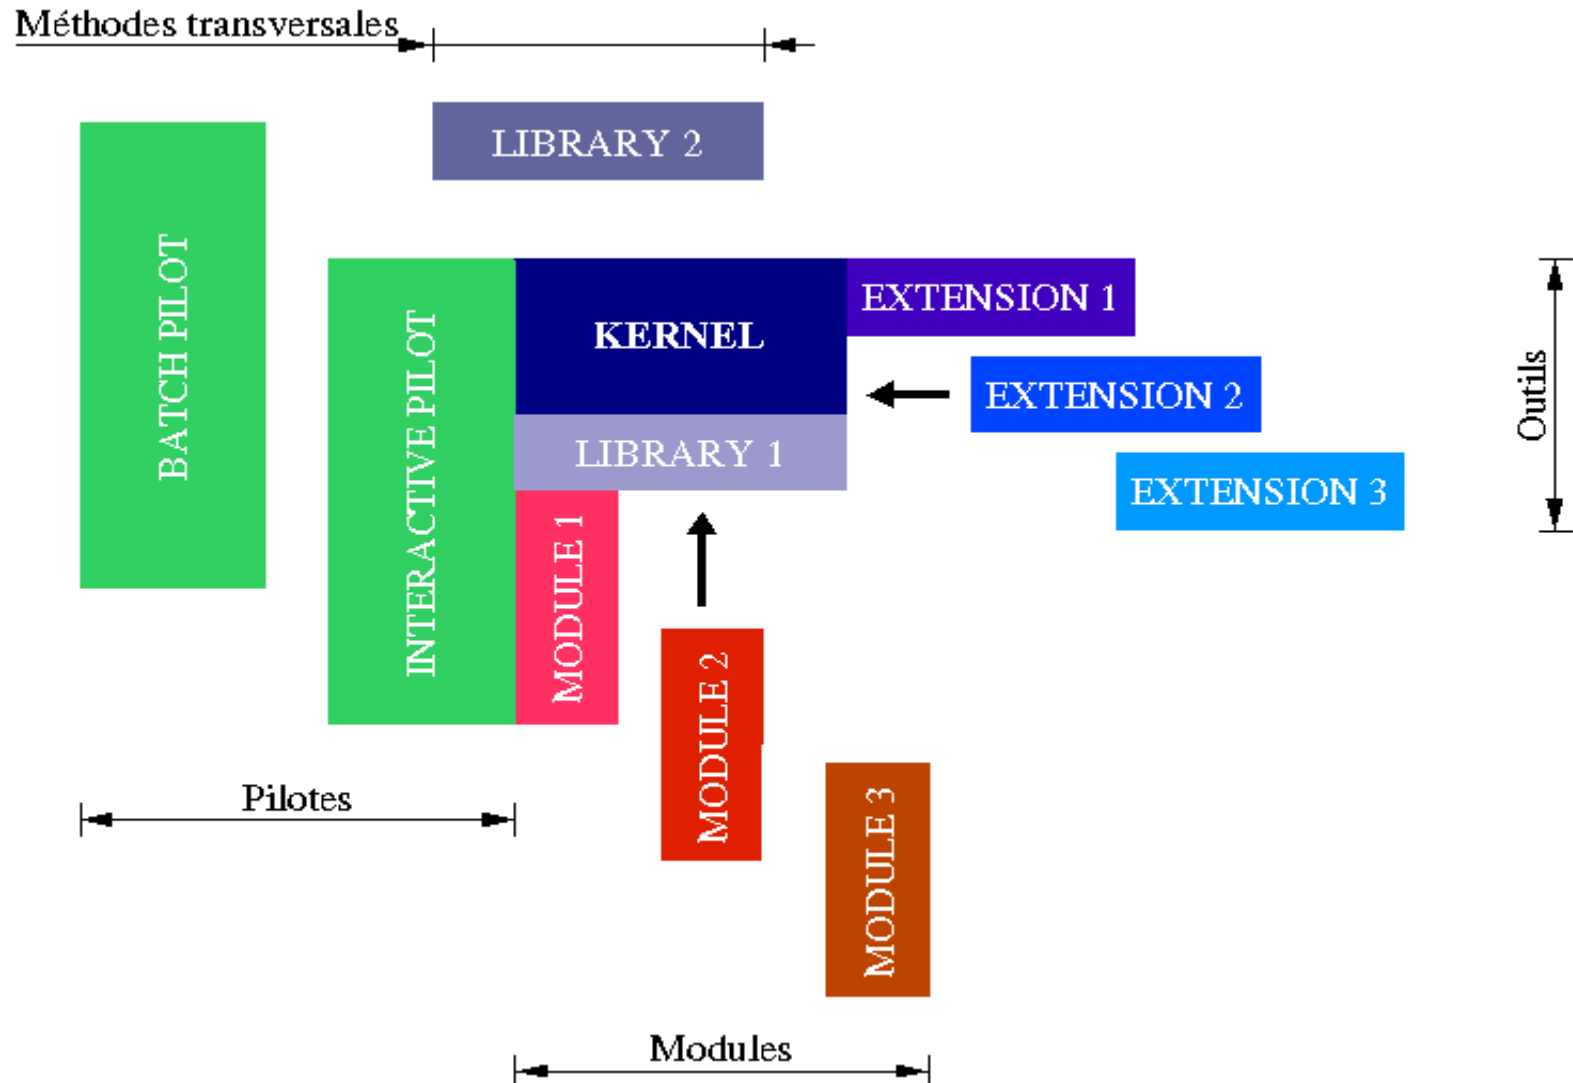 Méthodes transversales
LIBRARY 2
BATCH PILOT
INTERACTIVE PILOT
KERNEL
EXTENSION 1
EXTENSION 2
Outils
LIBRARY 1
EXTENSION 3
MODULE 1
MODULE 2
Pilotes
MODULE 3
Modules